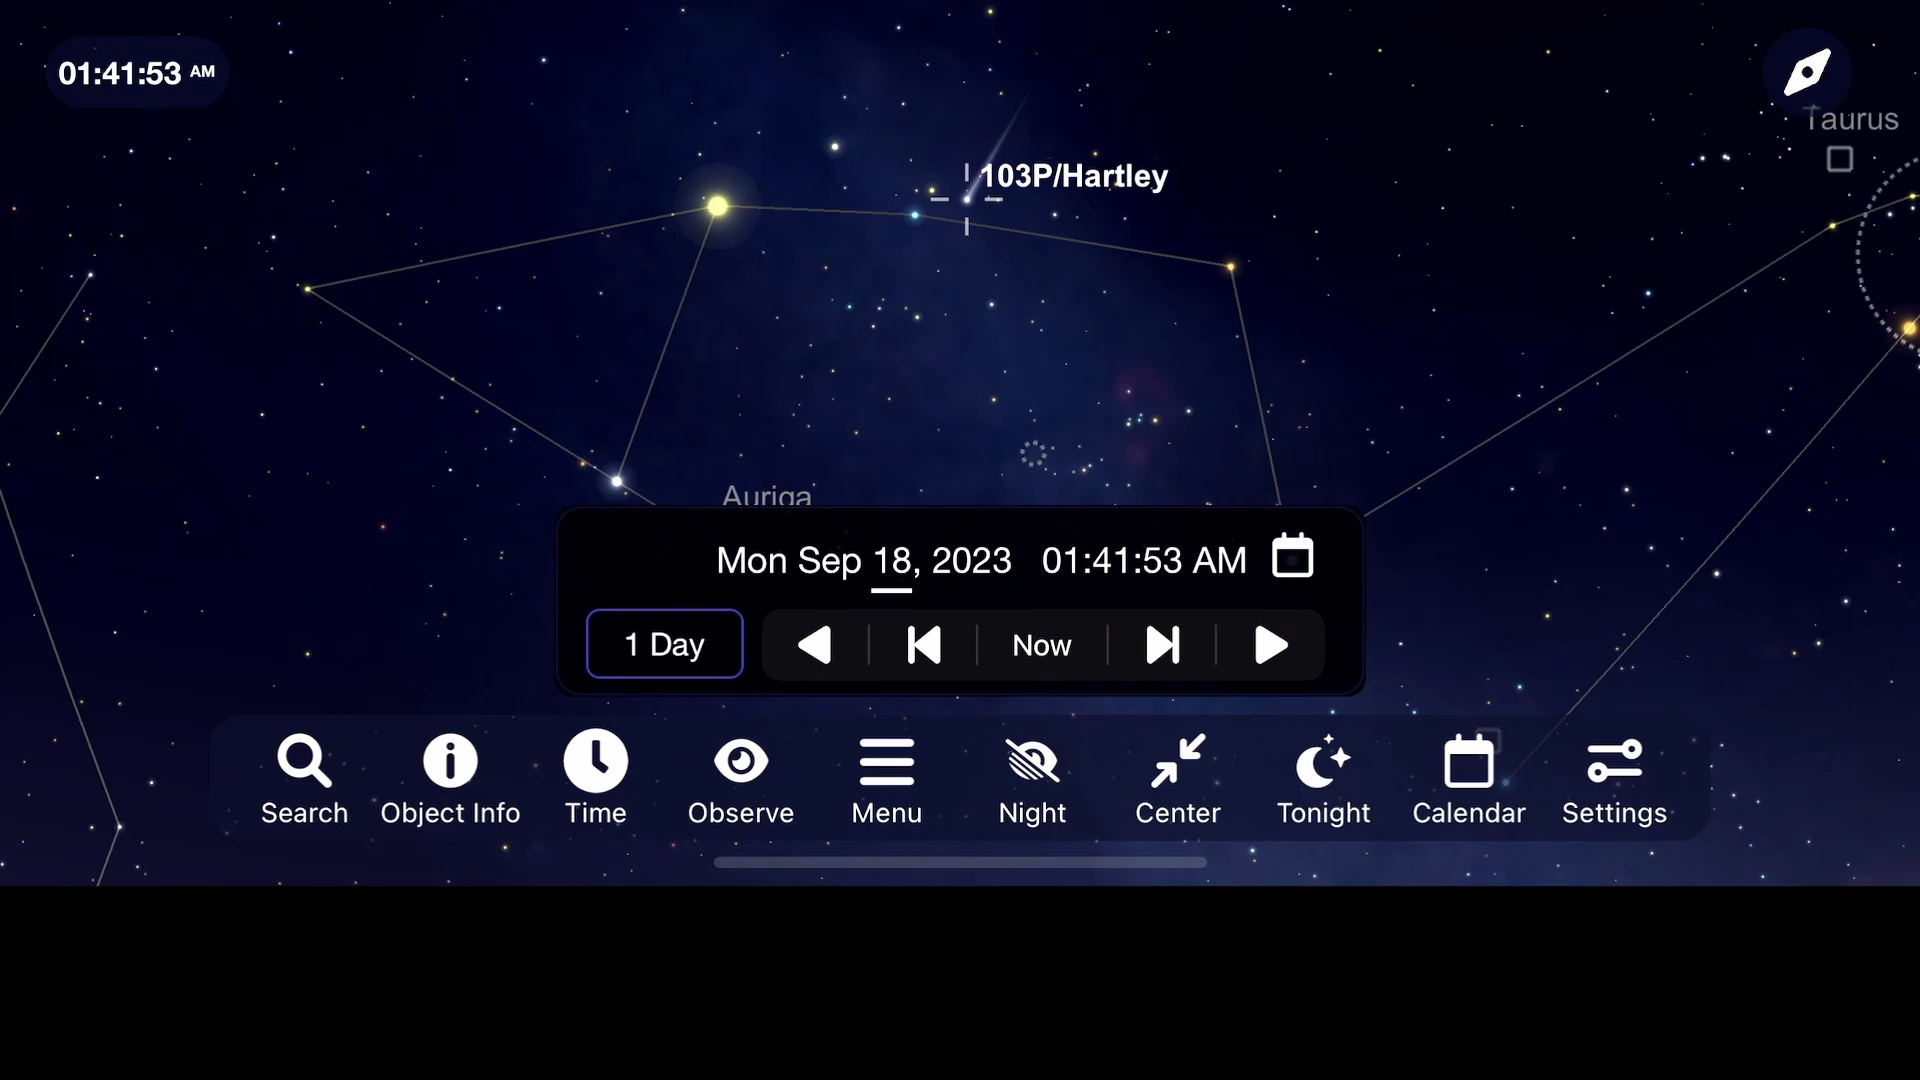 01:41:53 AM
Taurus
103P/Hartley
Auriga
Mon Sep 18, 2023 01:41:53 AM
1 Day
Now
Search
Object Info
Time
Observe
Menu
Night
Center
Tonight
Calendar
Settings